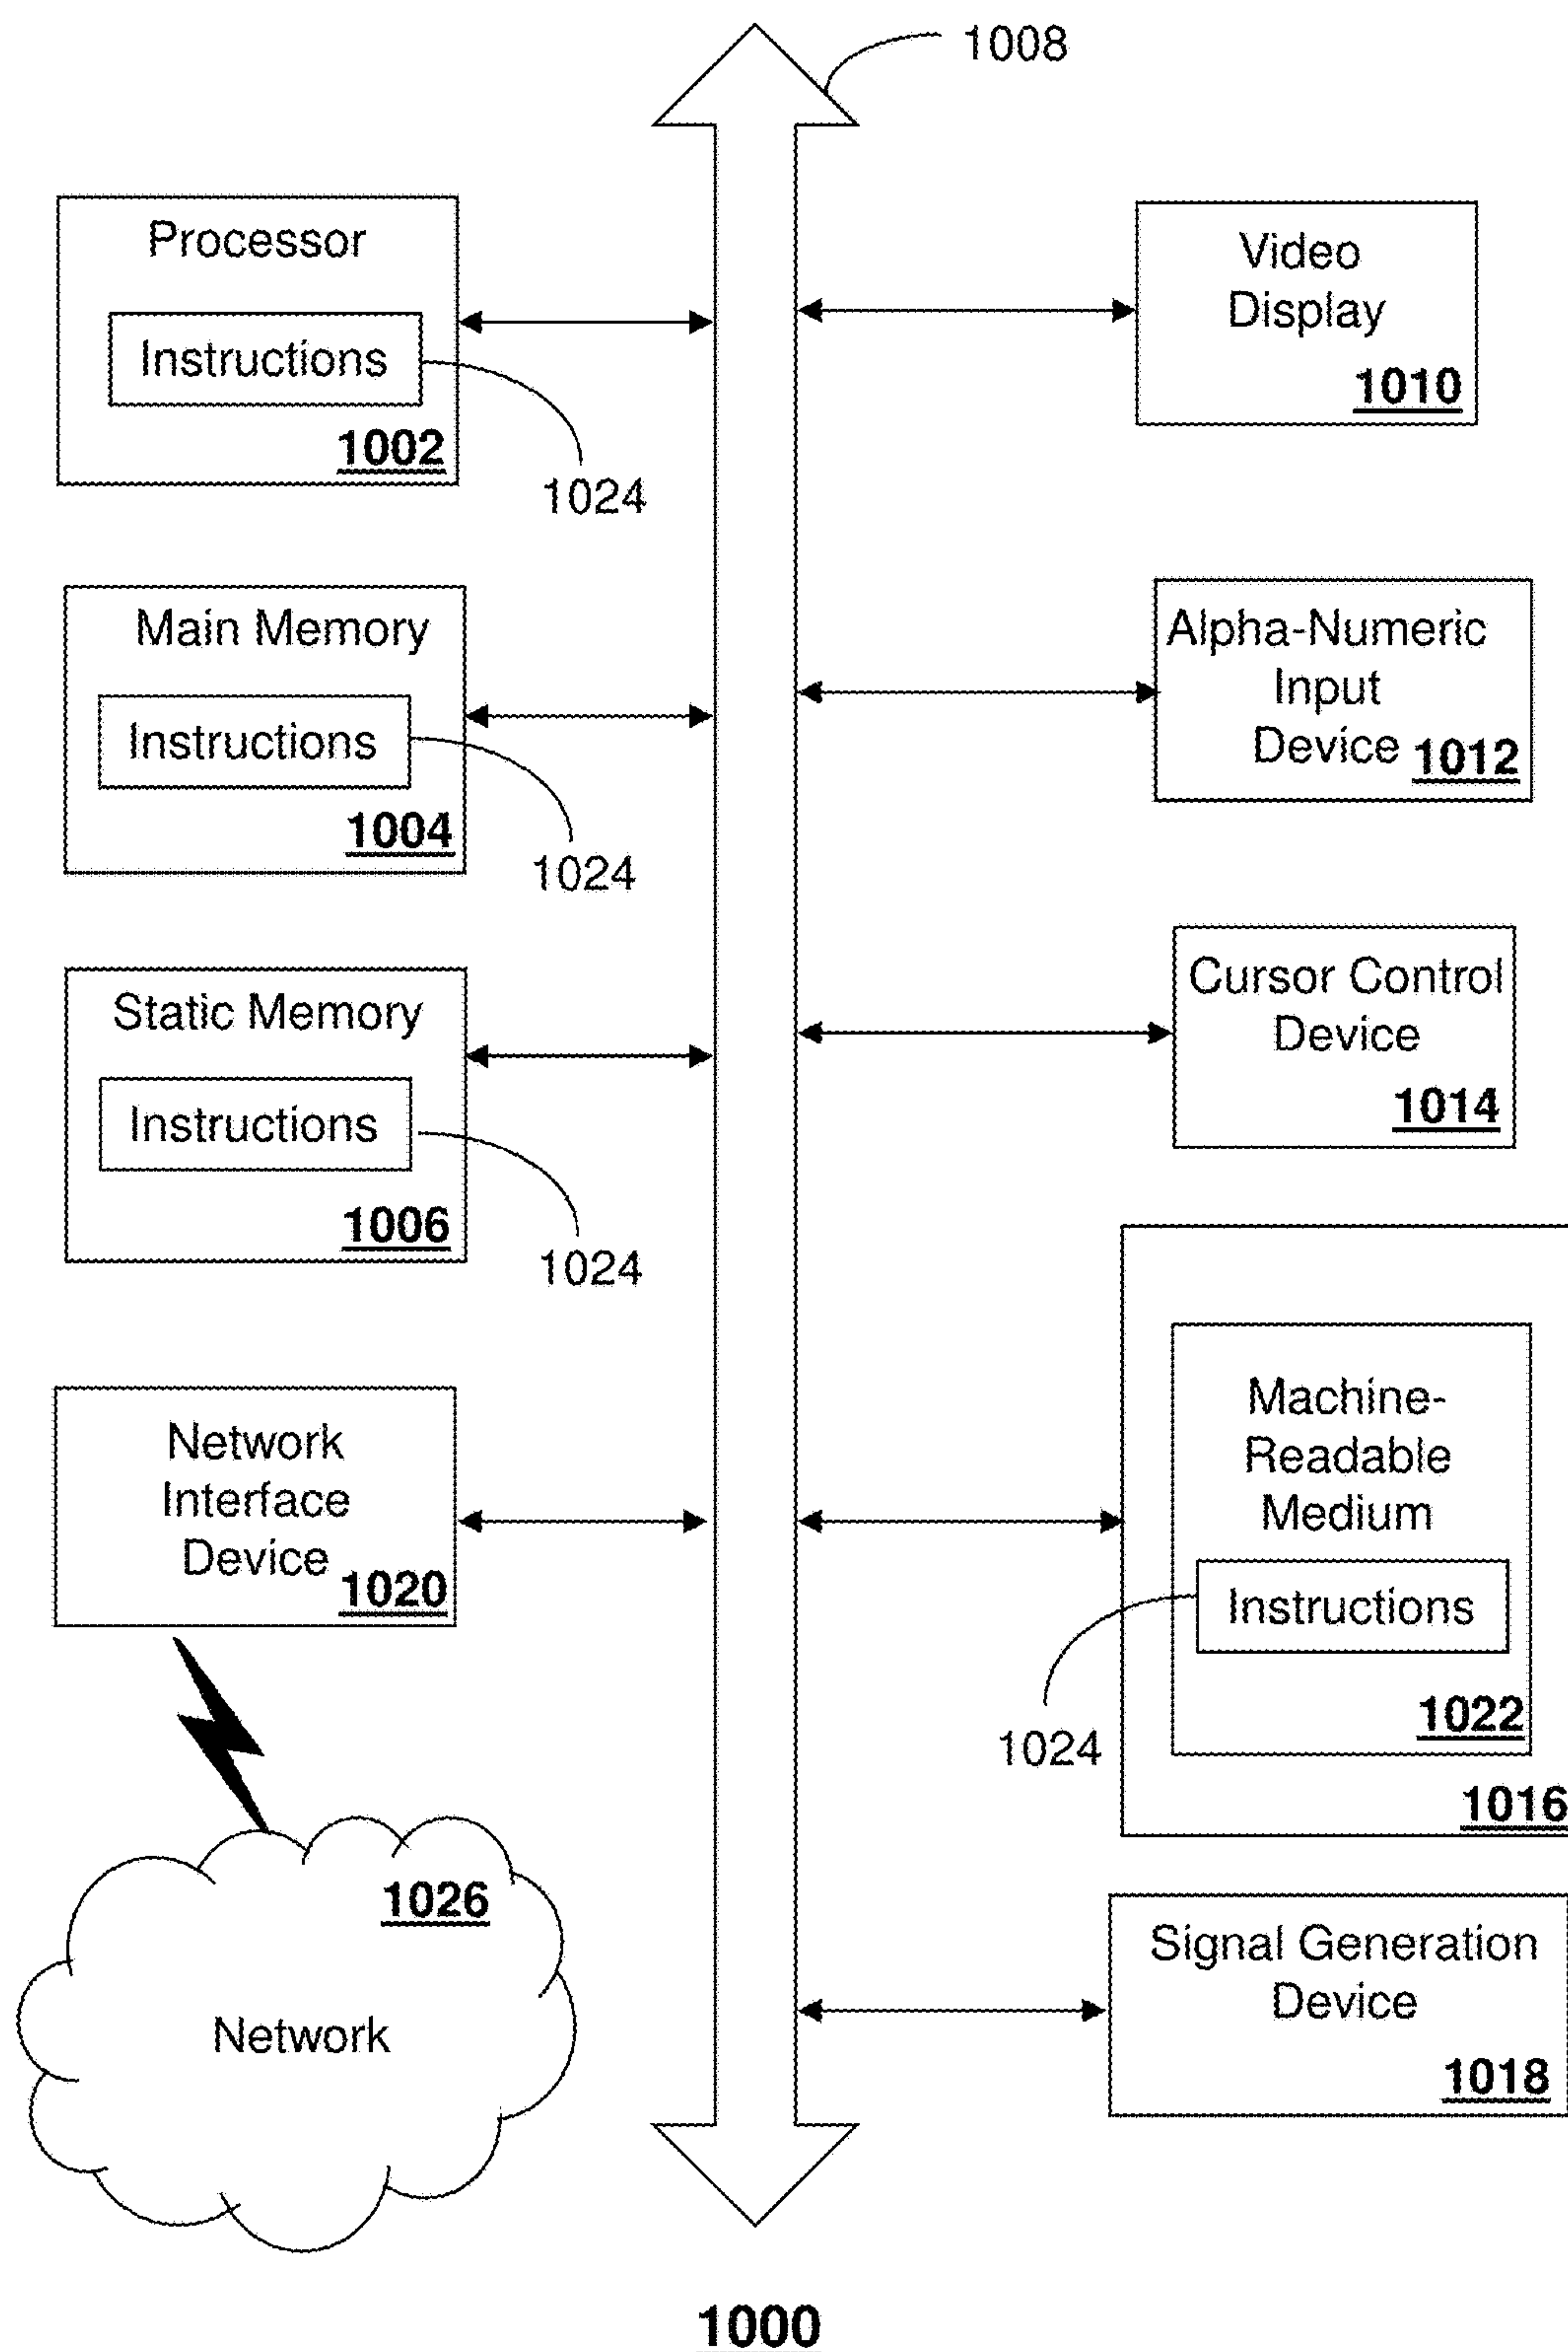 1008
Processor
Instructions
1002
1024
Main Memory
Instructions
1004
1024
Static Memory
Instructions
1006
1024
Network
Interface
Device
1020
1026
Network
Video
Display
1010
Alpha-Numeric
Input
Device
1012
Cursor Control
Device
1014
Machine-
Readable
Medium
Instructions
1022
1024
1016
Signal Generation
Device
1018
1000